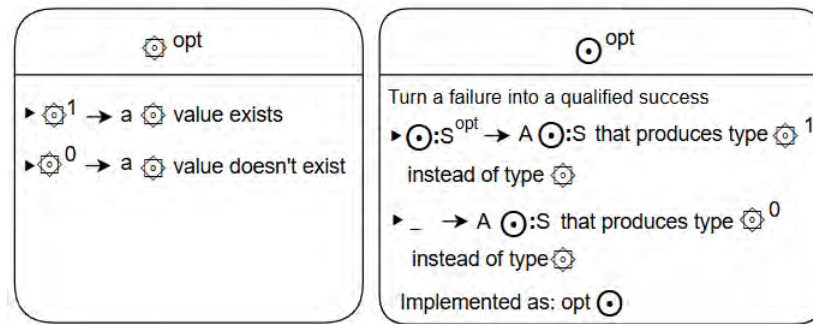 ۞ opt
▸ ۞¹ → a ۞ value exists
▸ ۞⁰ → a ۞ value doesn't exist
⊙opt
Turn a failure into a qualified success
▸ ⊙:Sopt → A ⊙:S that produces type ۞ 1
instead of type ۞
▸ _ → A ⊙:S that produces type ۞ 0
instead of type ۞
Implemented as: opt ⊙